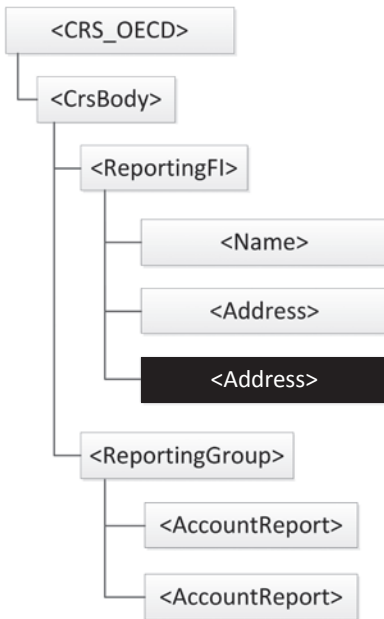 <CRS_OECD>
<CrsBody>
<ReportingFI>
<Name>
<Address>
<Address>
<ReportingGroup>
<AccountReport>
<AccountReport>